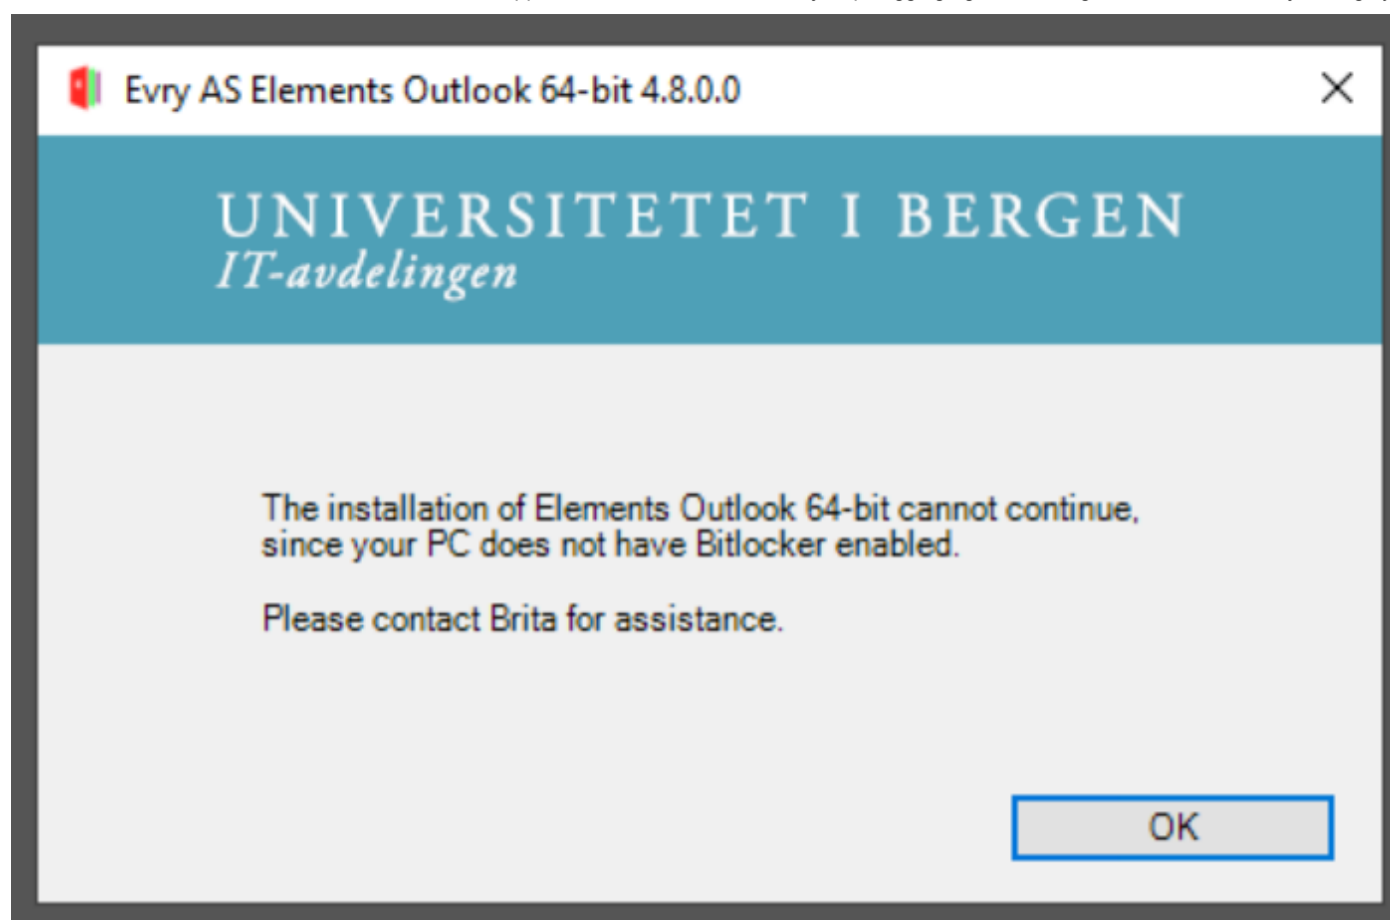 Evry AS Elements Outlook 64-bit 4.8.0.0
UNIVERSITETET I BERGEN
IT-avdelingen
The installation of Elements Outlook 64-bit cannot continue,
since your PC does not have Bitlocker enabled.
Please contact Brita for assistance.
OK